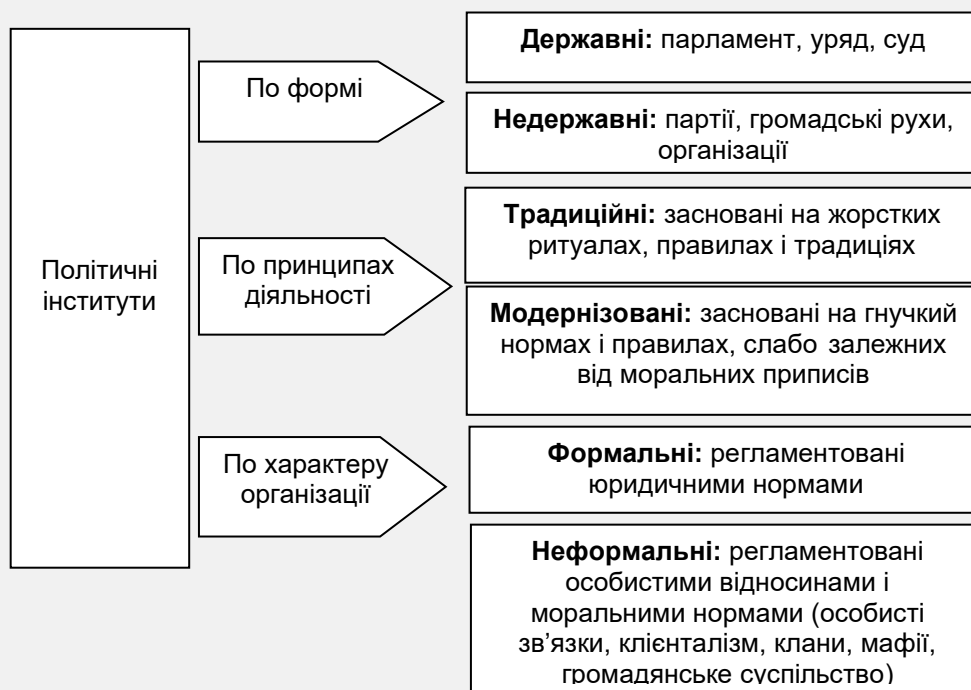 Політичні
інститути
По формі
Державні: парламент, уряд, суд
Недержавні: партії, громадські рухи,
організації
По принципах
діяльності
Традиційні: засновані на жорстких
ритуалах, правилах і традиціях
Модернізовані: засновані на гнучкий
нормах і правилах, слабо залежних
від моральних приписів
По характеру
організації
Формальні: регламентовані
юридичними нормами
Неформальні: регламентовані
особистими відносинами і
моральними нормами (особисті
зв’язки, клієнталізм, клани, мафії,
громадянське суспільство)